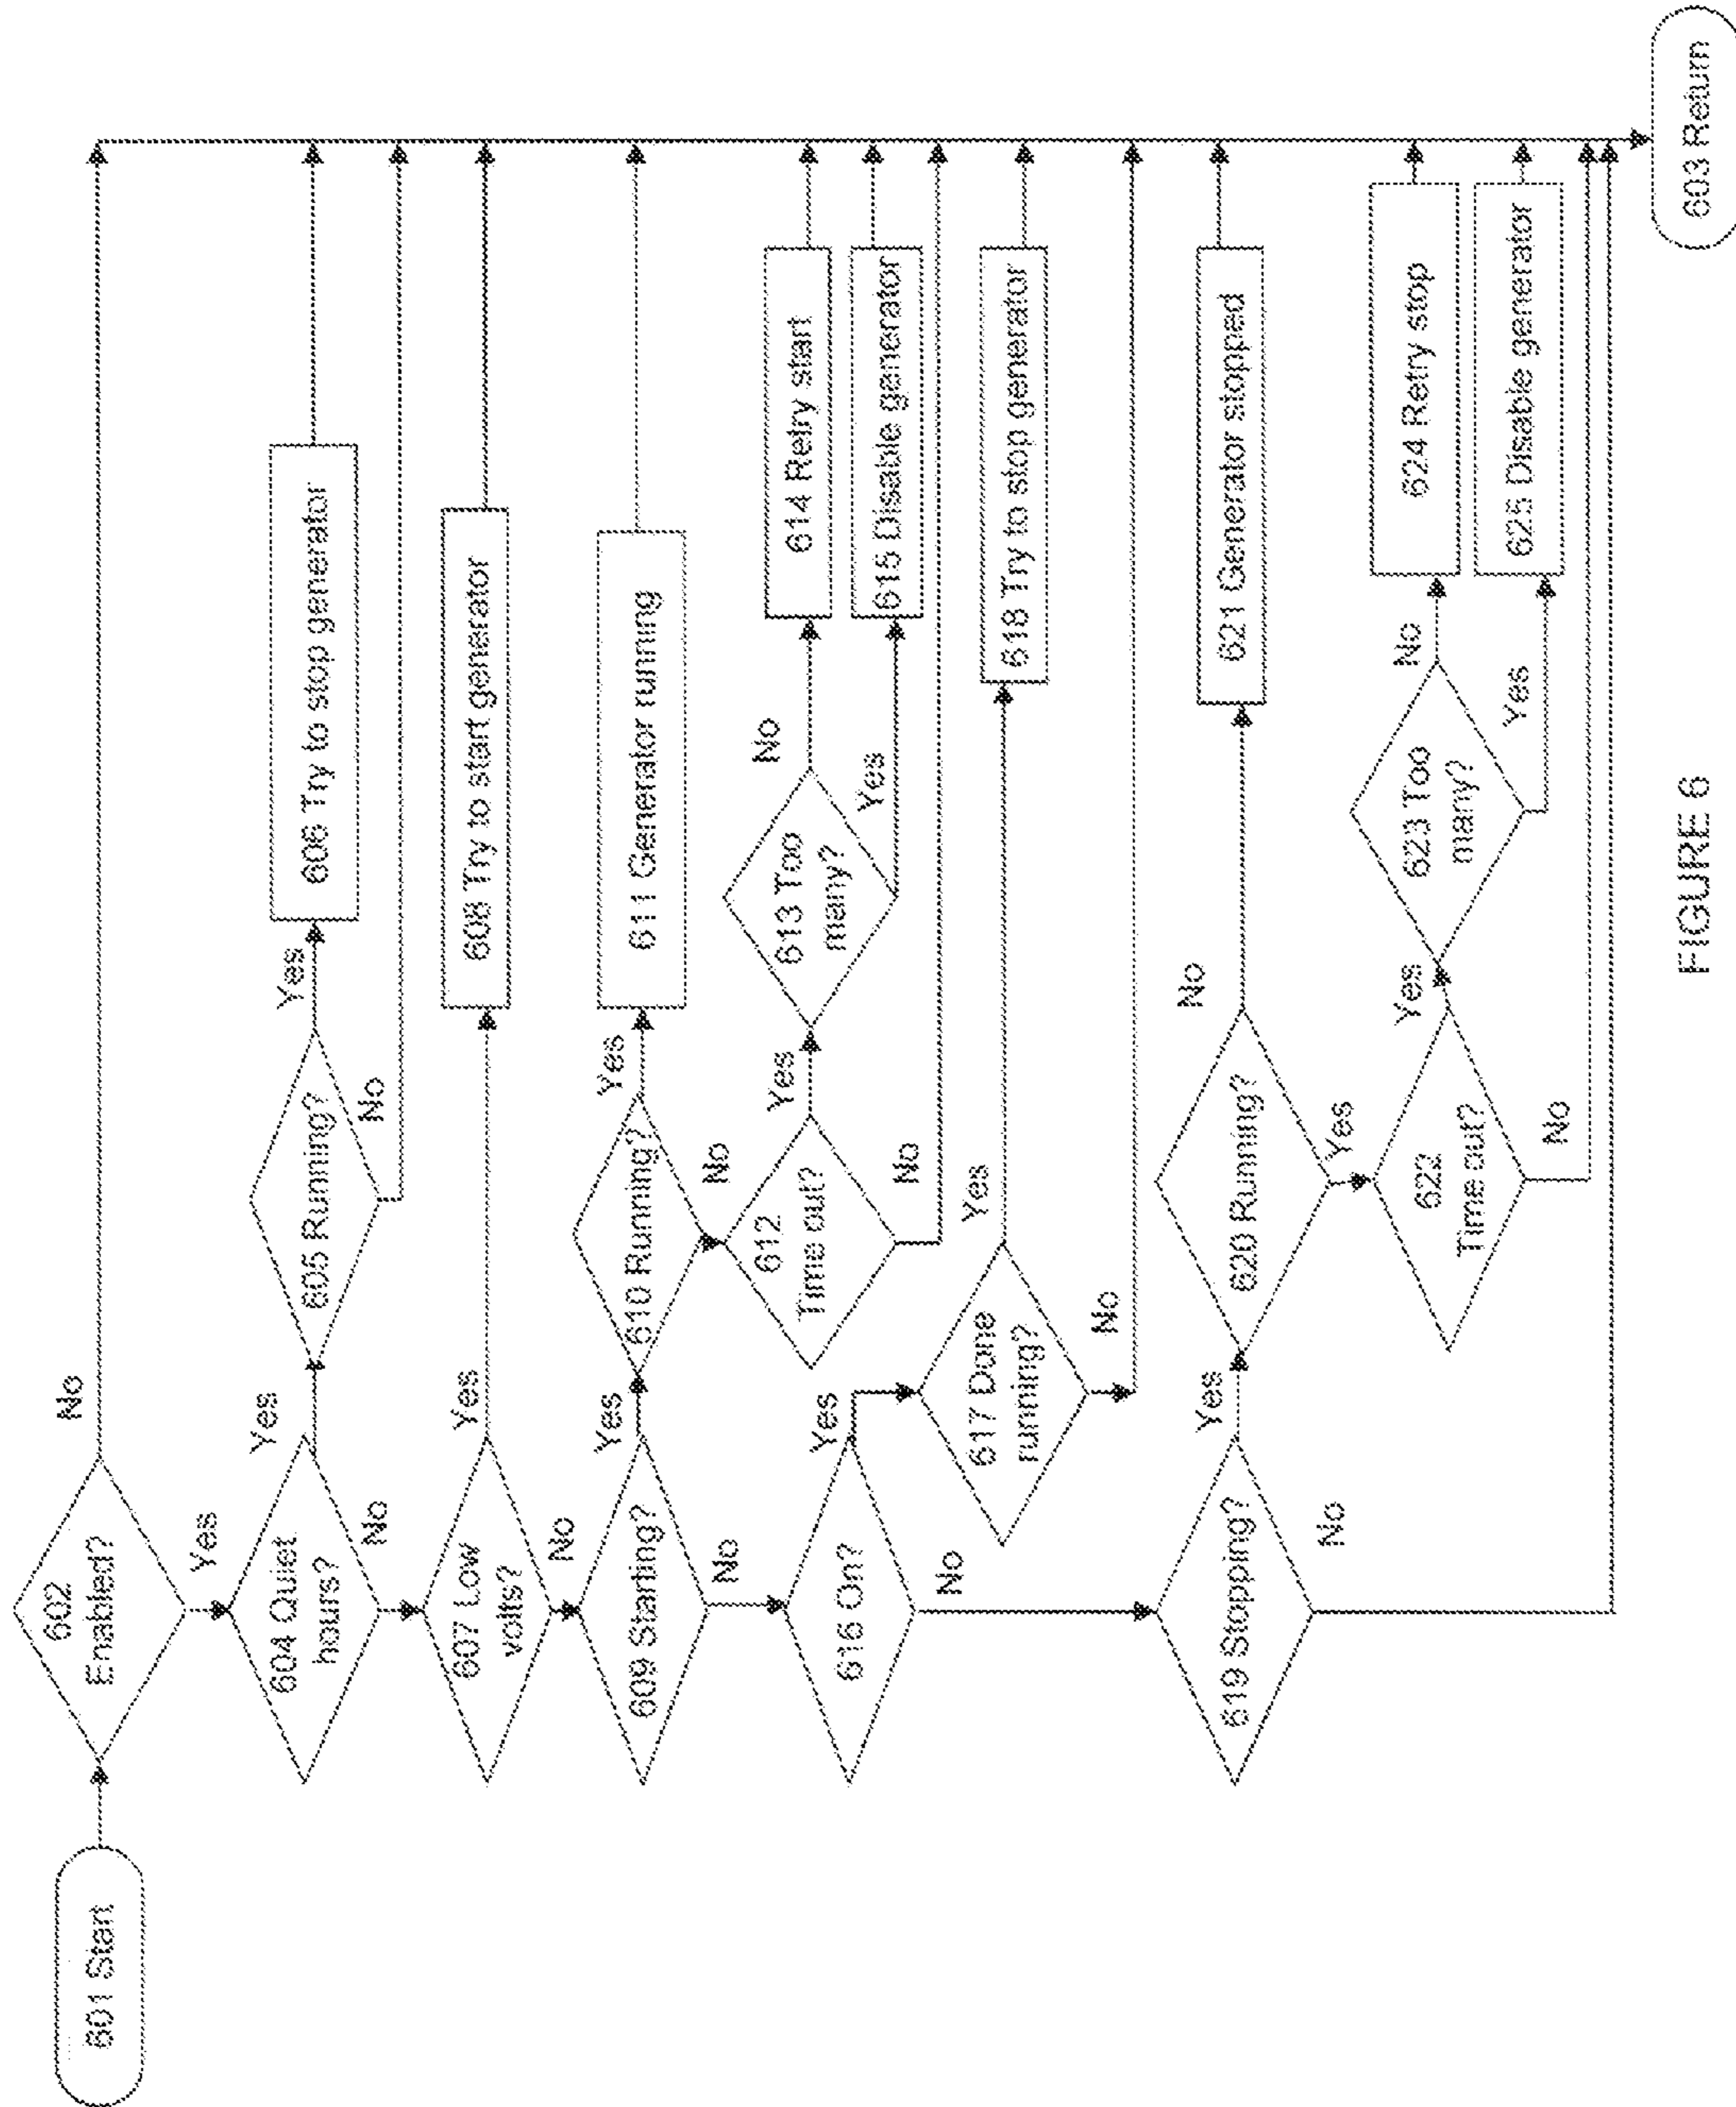 601 Start
602
Enabled?
No
Yes
604 Quiet
hours?
Yes
No
605 Running?
Yes
No
606 Try to stop generator
607 Low
volts?
Yes
No
608 Try to start generator
609 Starting?
Yes
No
610 Running?
Yes
No
611 Generator running
612
Time out?
Yes
No
613 Too
many?
No
Yes
614 Retry start
615 Disable generator
616 On?
Yes
No
617 Done
running?
Yes
No
618 Try to stop generator
619 Stopping?
Yes
No
620 Running?
No
Yes
621 Generator stopped
622
Time out?
Yes
No
623 Too
many?
No
Yes
624 Retry stop
625 Disable generator
603 Return
FIGURE 6